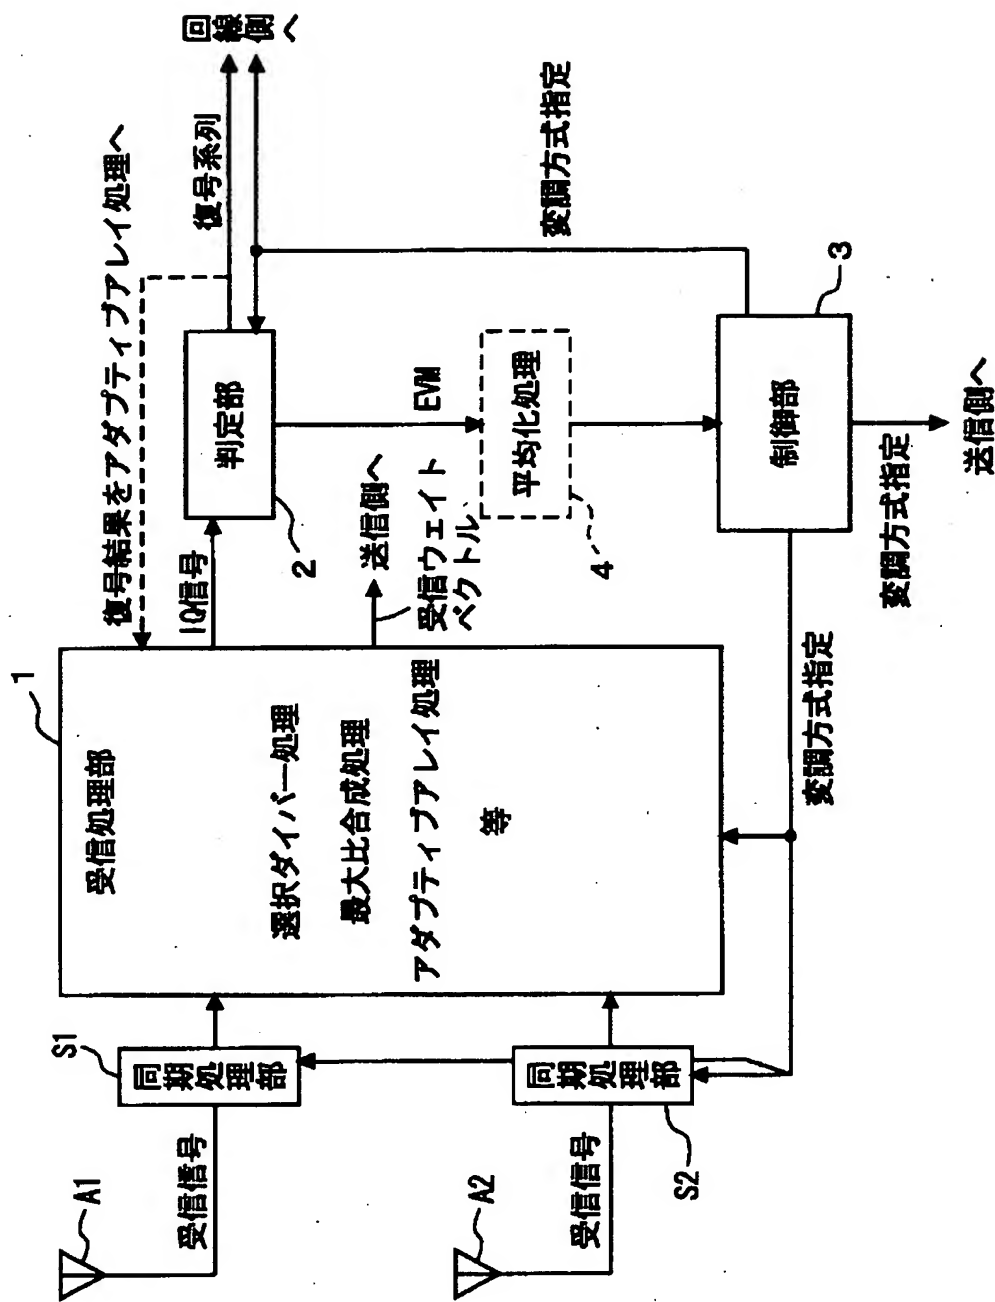 A1
受信信号
S1
同期
処理部
A2
受信信号
S2
同期
処理部
1
受信処理部
選択ダイバー処理
最大比合成処理
アダプティブアレイ処理
等
復号結果をアダプティブアレイ処理へ
IQ信号
送信側へ
受信ウェイト
ベクトル
判定部
2
復号系列
回線側へ
EVM
平均化処理
4
制御部
3
変調方式指定
変調方式指定
送信側へ
変調方式指定